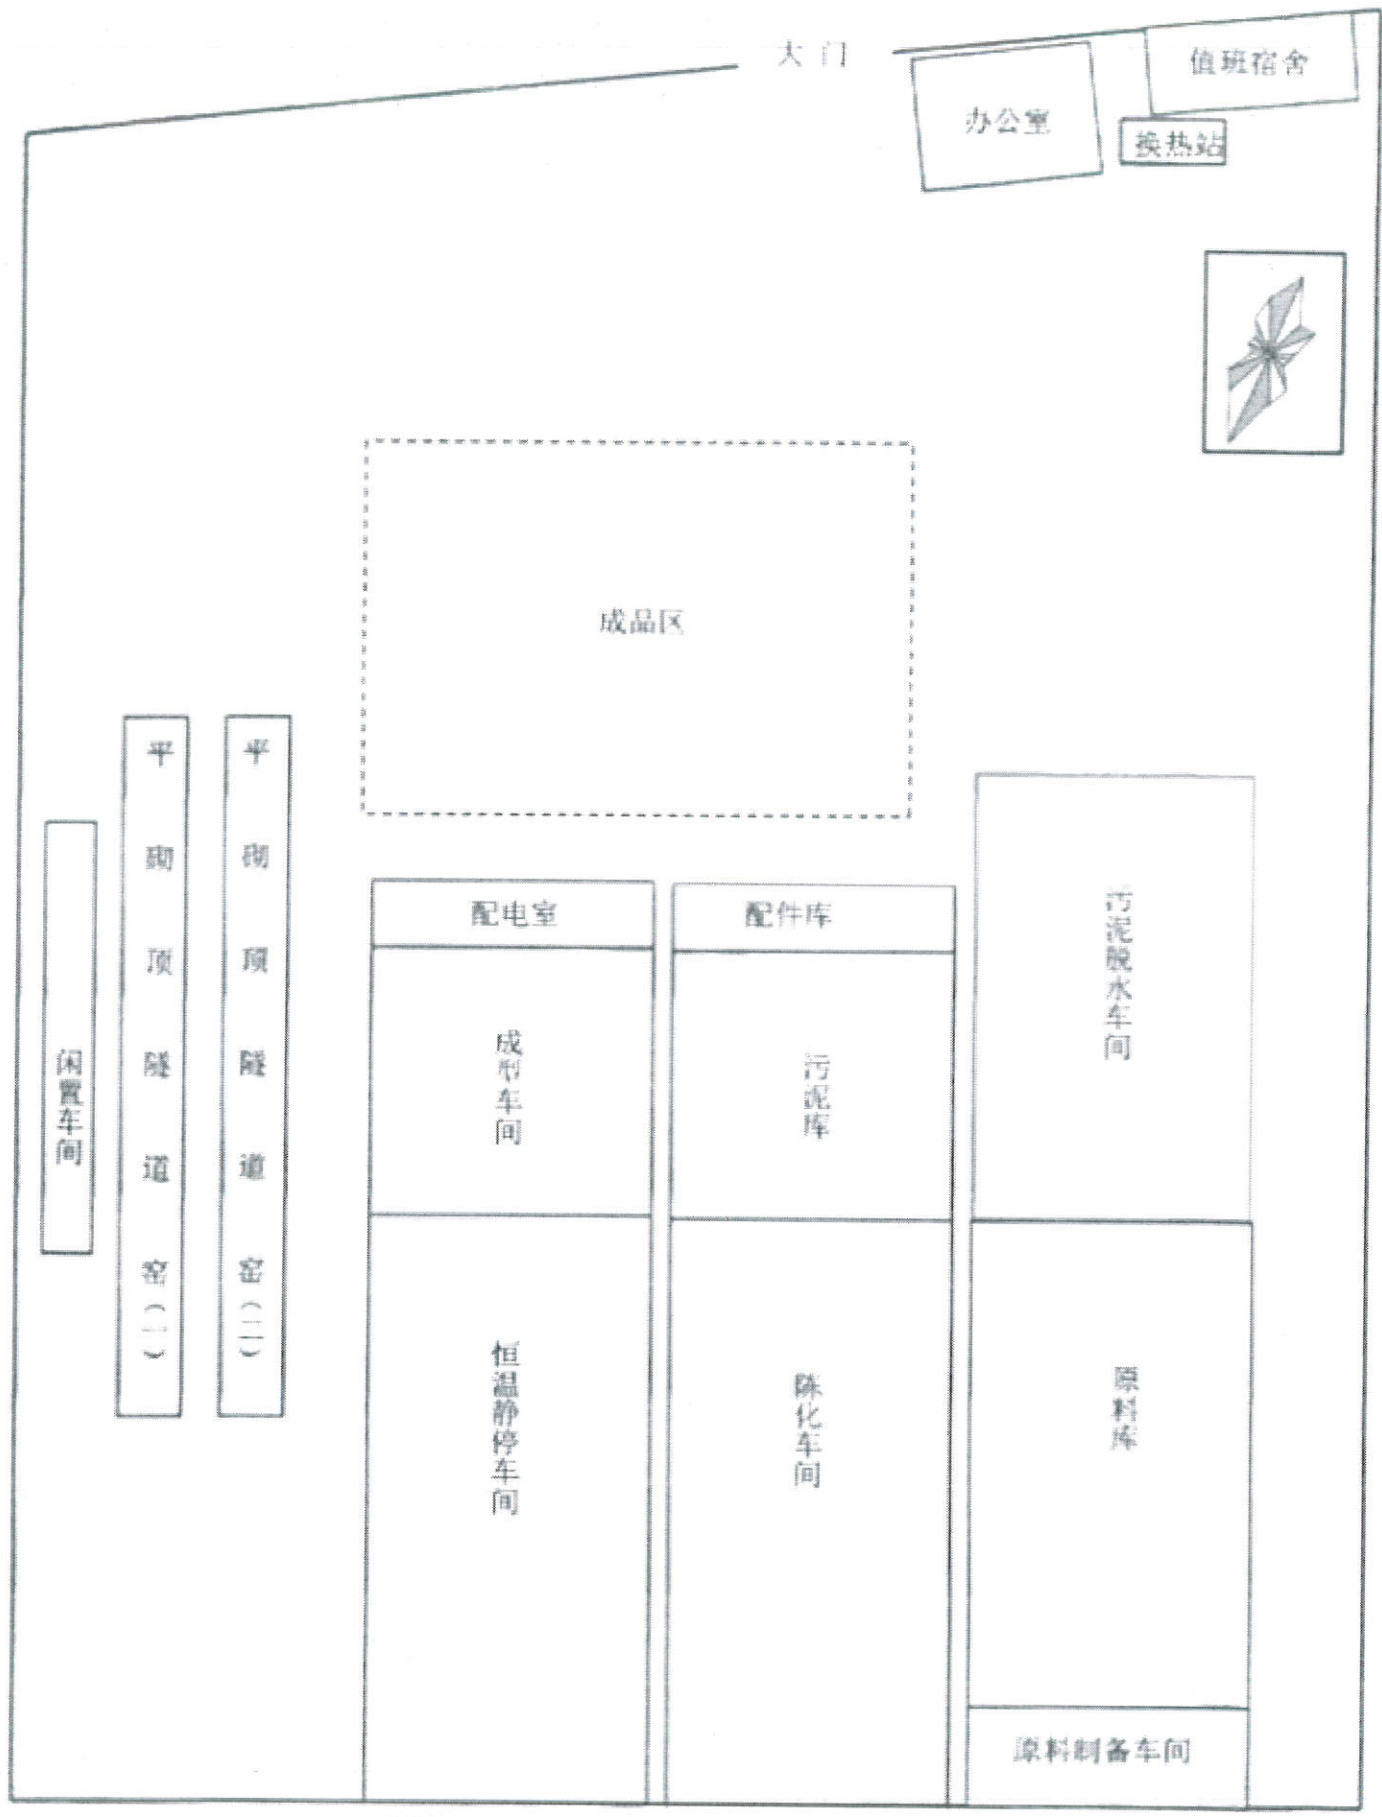 大门
值班宿舍
办公室
换热站
成品区
平砌顶隧道窑(一)
平砌顶隧道窑(二)
闲置车间
配电室
配件库
污泥脱水车间
成型车间
污泥库
恒温静停车间
陈化车间
原料库
原料制备车间